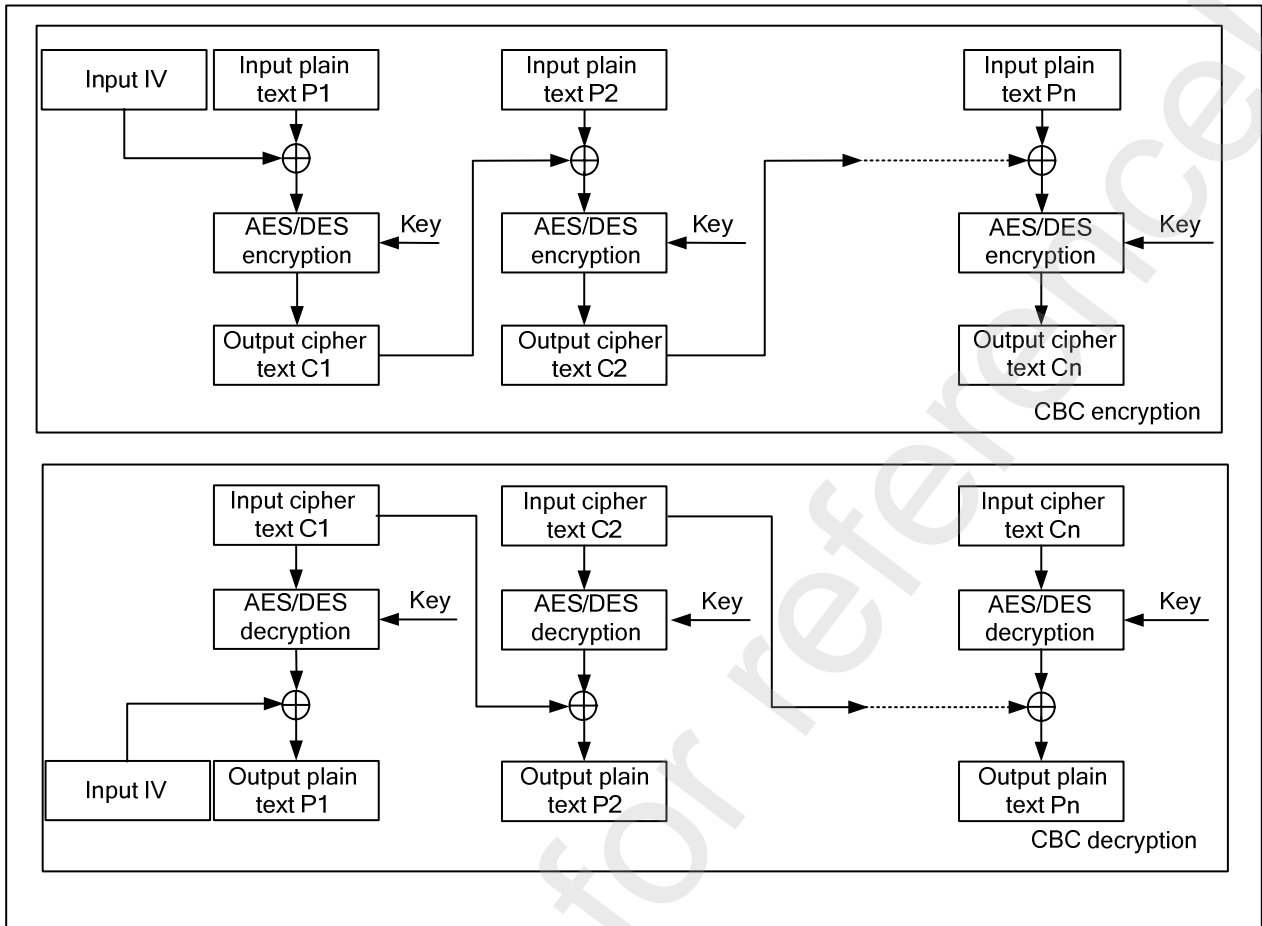 Input IV
Input plain
text P1
Input plain
text P2
Input plain
text Pn
AES/DES
encryption
Key
AES/DES
encryption
Key
AES/DES
encryption
Key
Output cipher
text C1
Output cipher
text C2
Output cipher
text Cn
CBC encryption
Input cipher
text C1
Input cipher
text C2
Input cipher
text Cn
AES/DES
decryption
Key
AES/DES
decryption
Key
AES/DES
decryption
Key
Input IV
Output plain
text P1
Output plain
text P2
Output plain
text Pn
CBC decryption
for reference